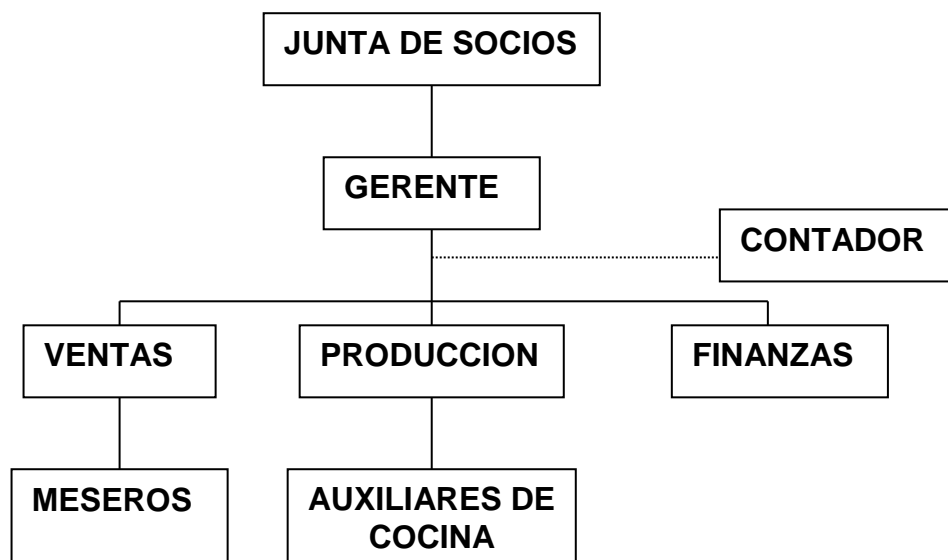 JUNTA DE SOCIOS
GERENTE
CONTADOR
VENTAS
PRODUCCION
FINANZAS
MESEROS
AUXILIARES DE
COCINA